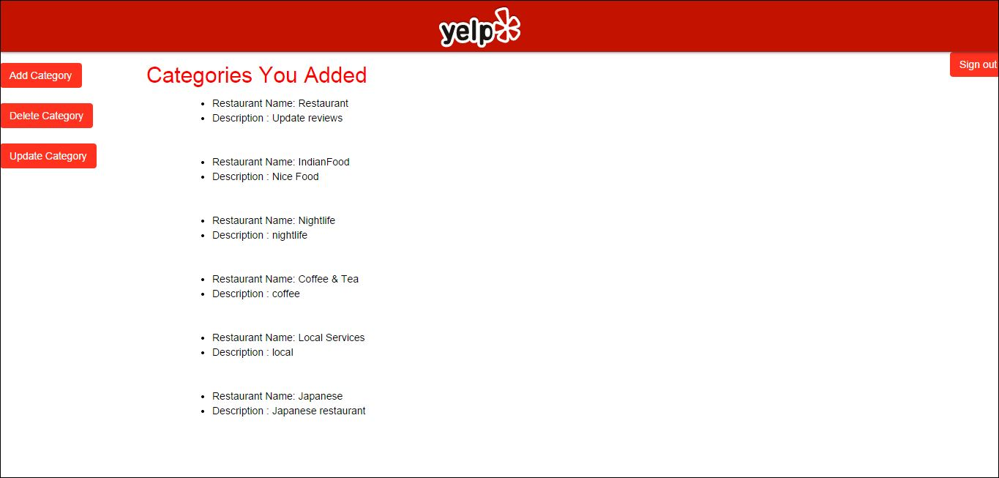 yelp
Sign out
Add Category
Delete Category
Update Category
Categories You Added
Restaurant Name: Restaurant
Description : Update reviews
Restaurant Name: IndianFood
Description : Nice Food
Restaurant Name: Nightlife
Description : nightlife
Restaurant Name: Coffee & Tea
Description : coffee
Restaurant Name: Local Services
Description : local
Restaurant Name: Japanese
Description : Japanese restaurant